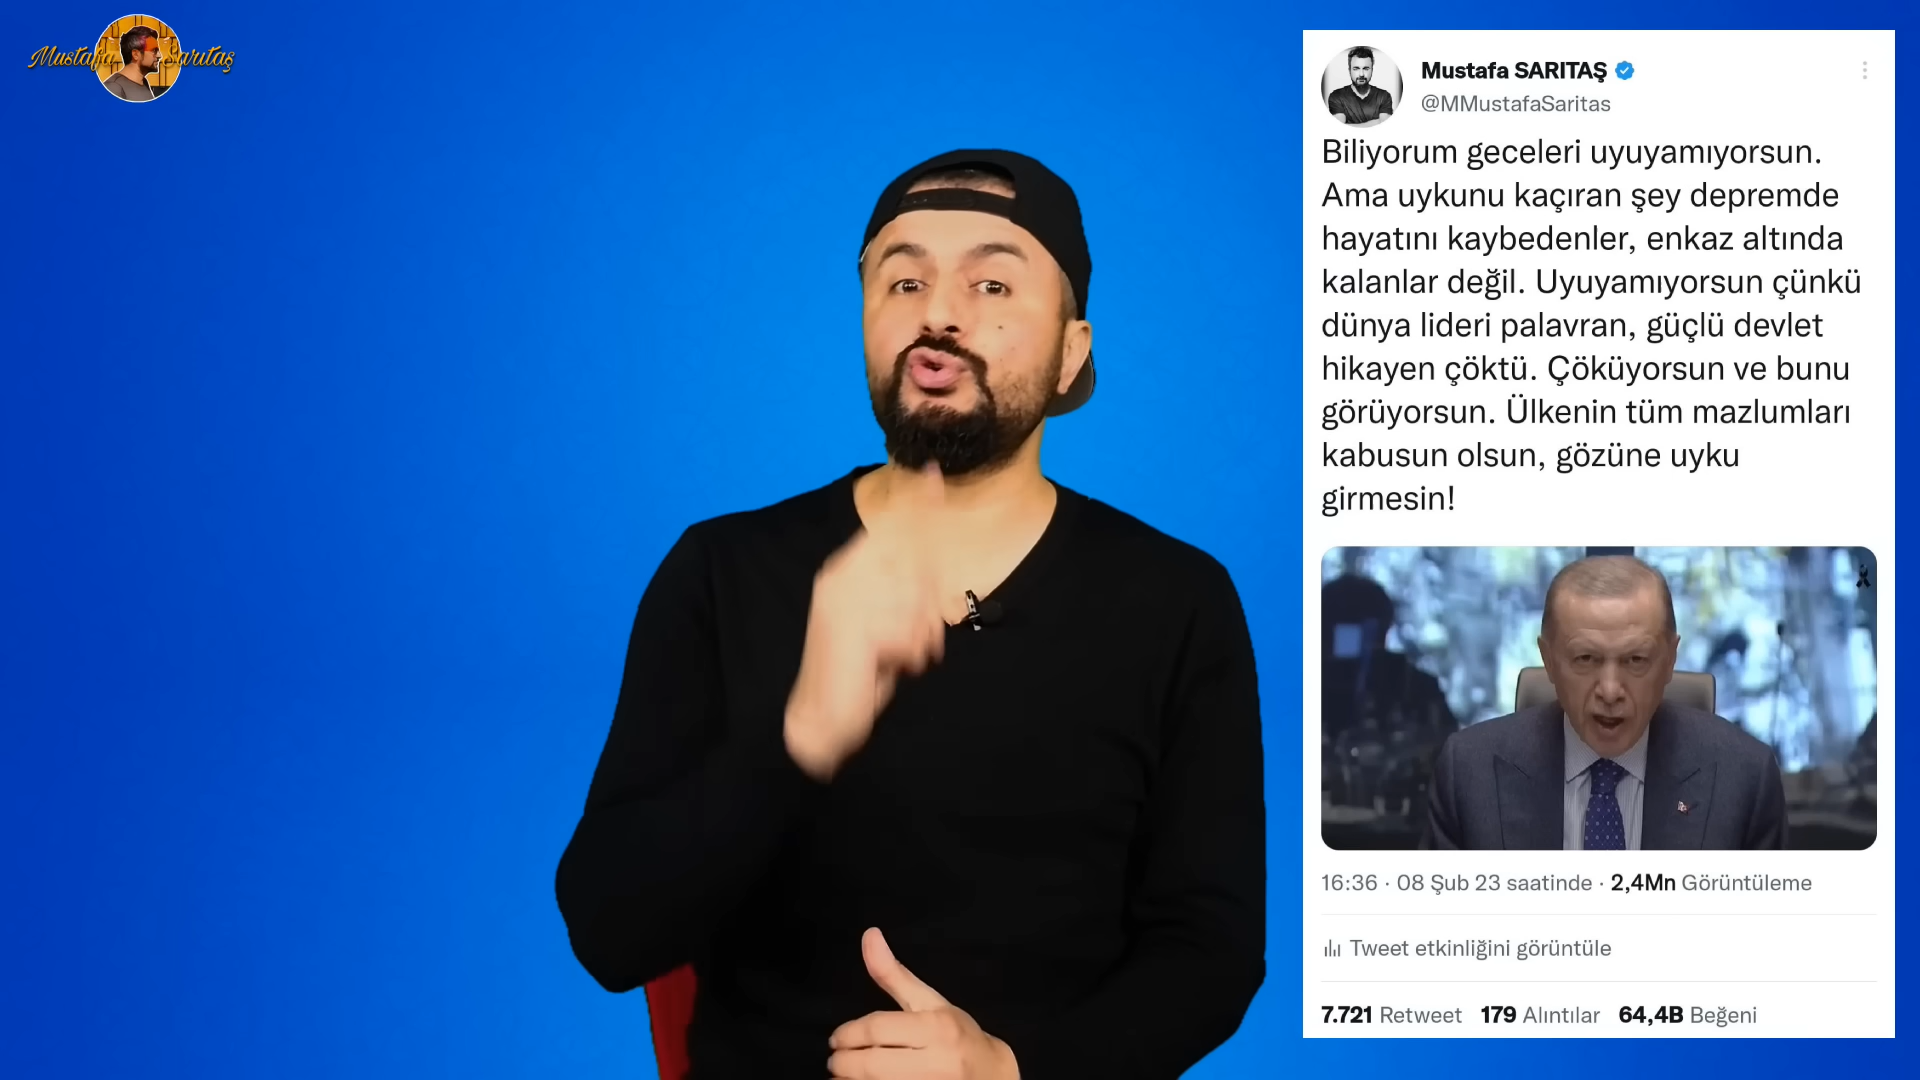 Mustafa Sarıtaş
Mustafa SARITAŞ
@MMustafaSaritas
Biliyorum geceleri uyuyamıyorsun.
Ama uykunu kaçıran şey depremde
hayatını kaybedenler, enkaz altında
kalanlar değil. Uyuyamıyorsun çünkü
dünya lideri palavran, güçlü devlet
hikayen çöktü. Çöküyorsun ve bunu
görüyorsun. Ülkenin tüm mazlumları
kabusun olsun, gözüne uyku
girmesin!
16:36 · 08 Şub 23 saatinde · 2,4Mn Görüntüleme
Tweet etkinliğini görüntüle
7.721 Retweet 179 Alıntılar 64,4B Beğeni